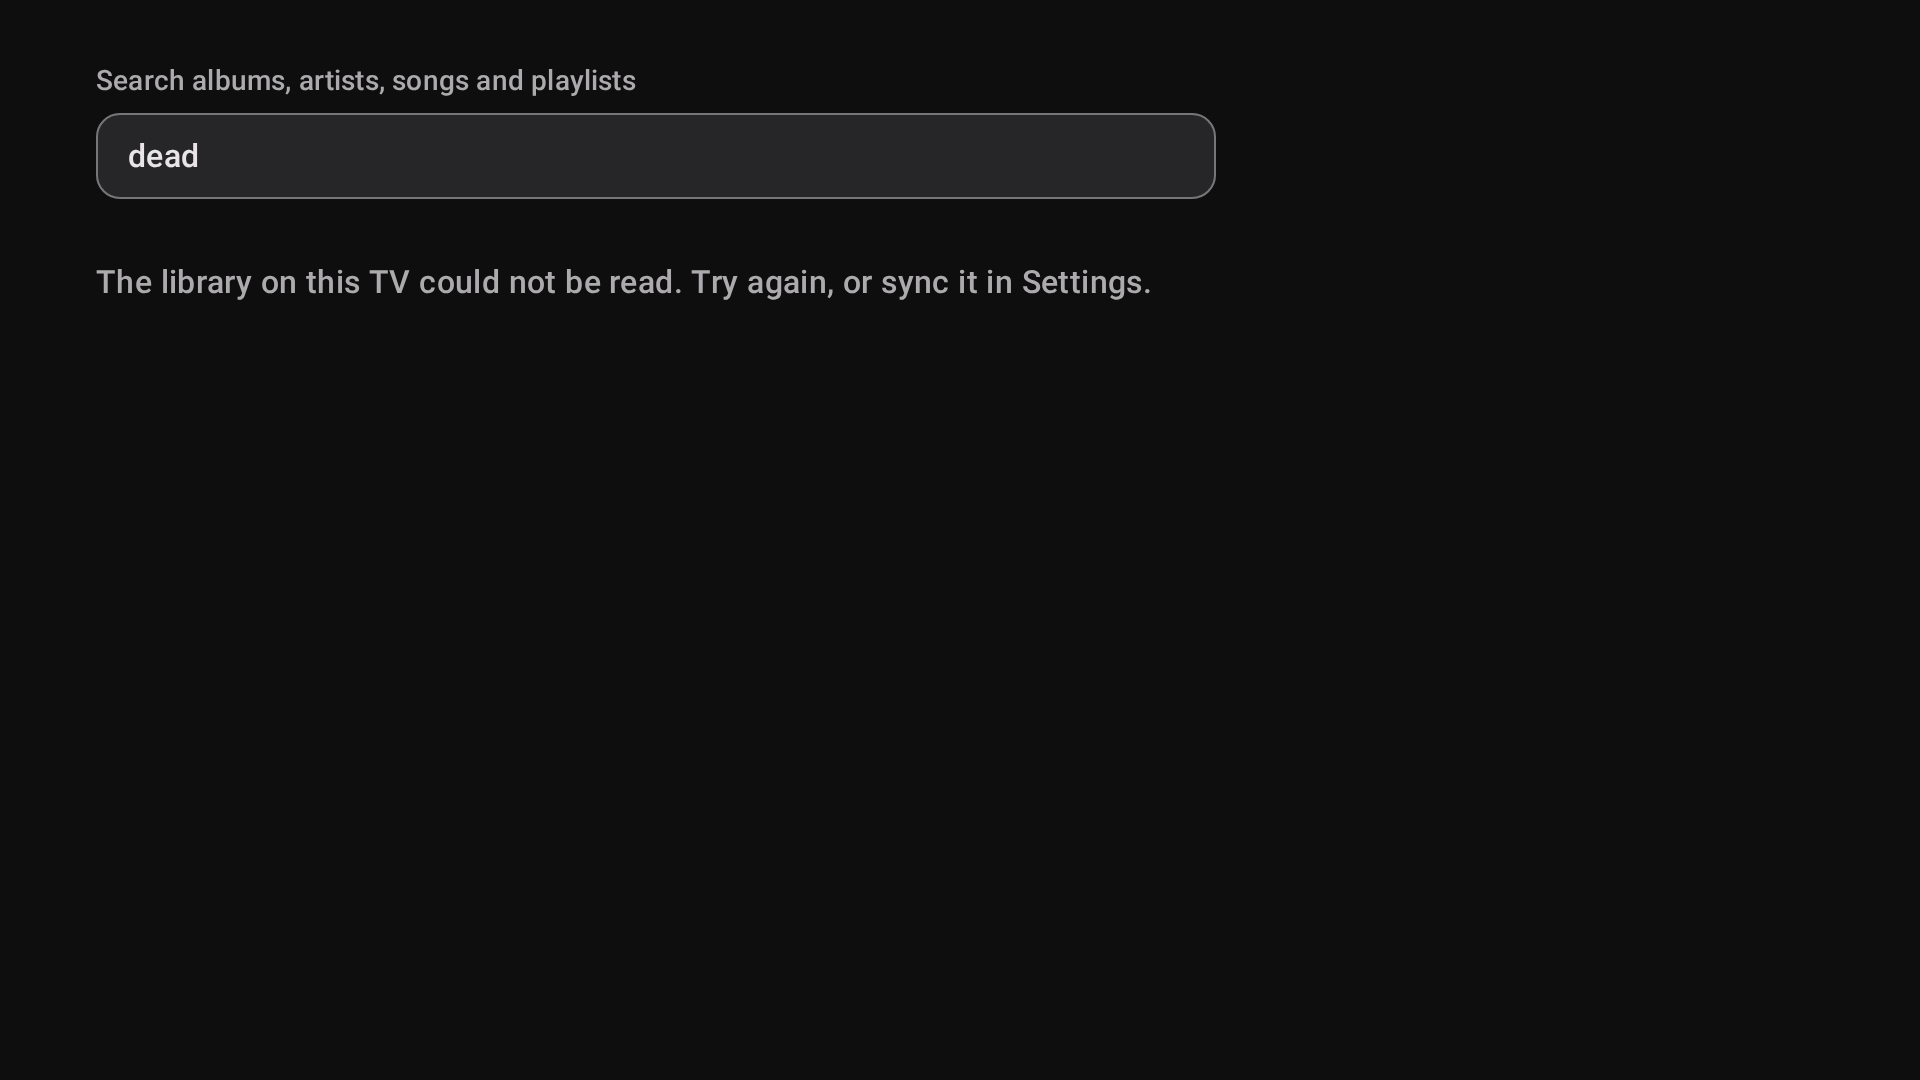 Search albums, artists, songs and playlists
dead
The library on this TV could not be read. Try again, or sync it in Settings.